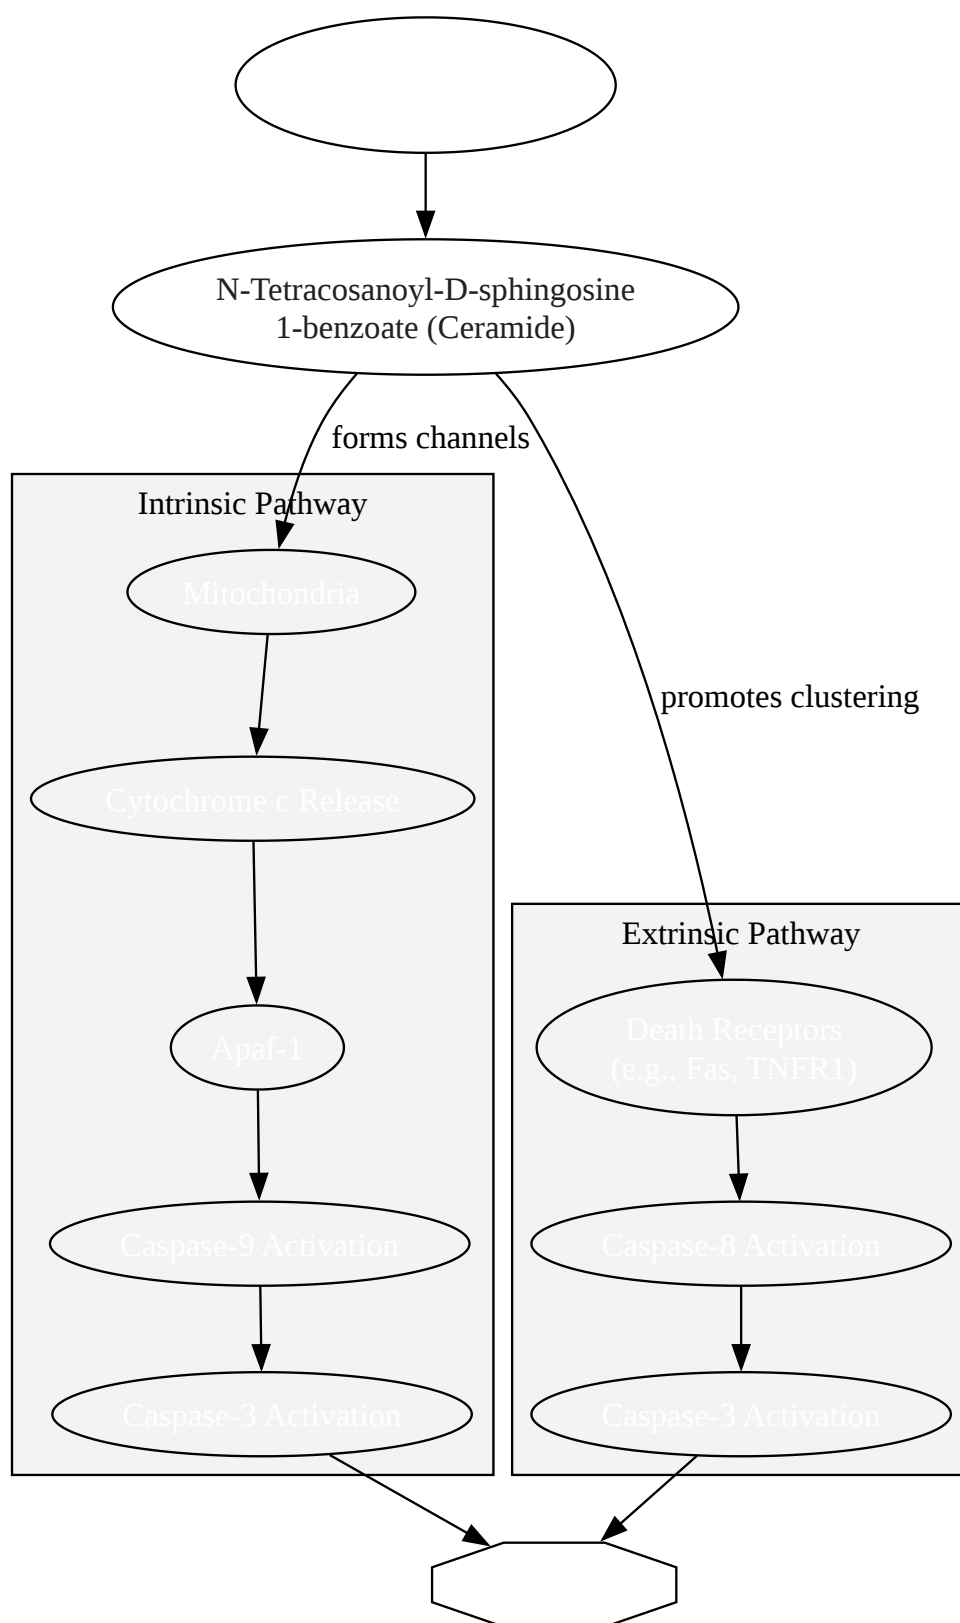 N-Tetracosanoyl-D-sphingosine
1-benzoate (Ceramide)
forms channels
Intrinsic Pathway
Mitochondria
promotes clustering
Cytochrome c Release
Extrinsic Pathway
Death Receptors
(e.g., Fas, TNFR1)
Apaf-1
Caspase-9 Activation
Caspase-8 Activation
Caspase-3 Activation
Caspase-3 Activation